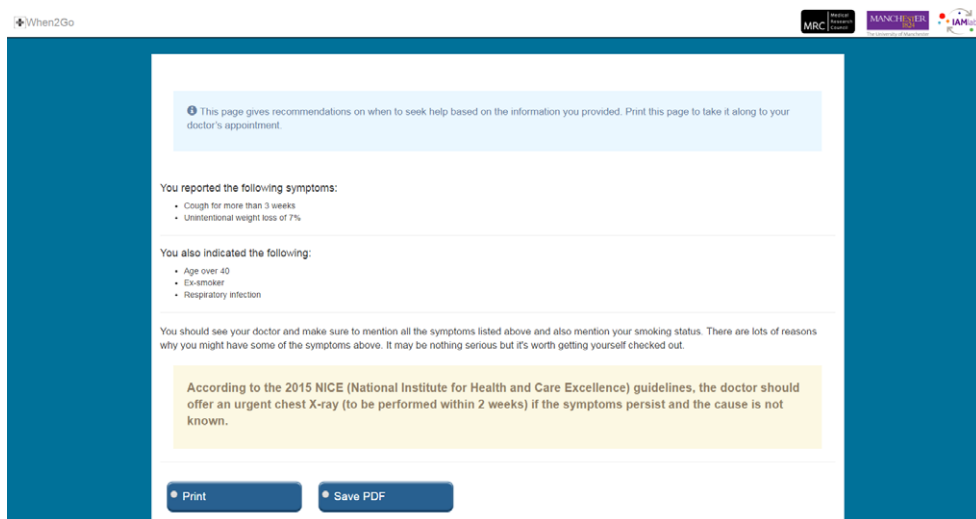 When2Go
MRC
Medical
Research
Council
MANCHESTER
1824
The University of Manchester
IAMlab
This page gives recommendations on when to seek help based on the information you provided. Print this page to take it along to your
doctor's appointment.
You reported the following symptoms:
• Cough for more than 3 weeks
• Unintentional weight loss of 7%
You also indicated the following:
• Age over 40
• Ex-smoker
• Respiratory infection
You should see your doctor and make sure to mention all the symptoms listed above and also mention your smoking status. There are lots of reasons
why you might have some of the symptoms above. It may be nothing serious but it's worth getting yourself checked out.
According to the 2015 NICE (National Institute for Health and Care Excellence) guidelines, the doctor should
offer an urgent chest X-ray (to be performed within 2 weeks) if the symptoms persist and the cause is not
known.
Print
Save PDF